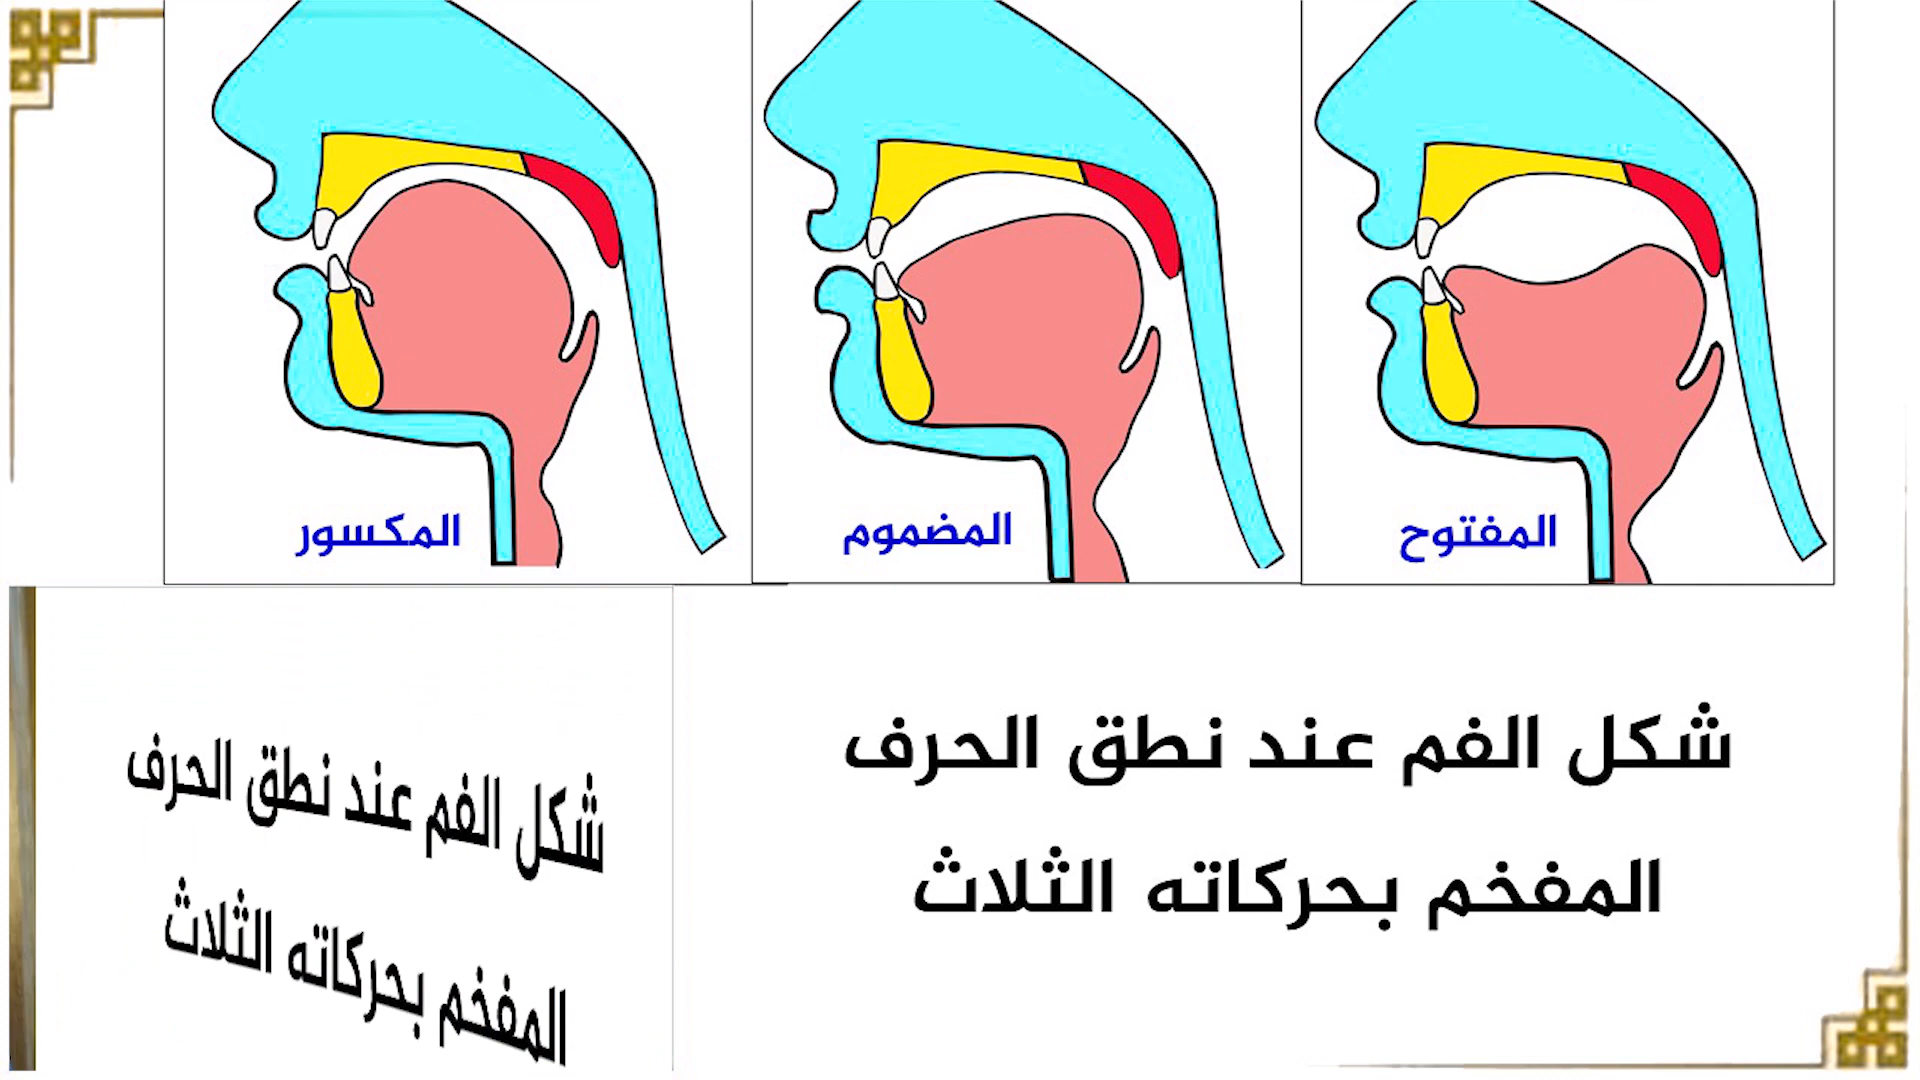 المفتوح
المضموم
المكسور
شكل الفم عند نطق الحرف
المفخم بحركاته الثلاث
شكل الفم عند نطق الحرف
المفخم بحركاته الثلاث